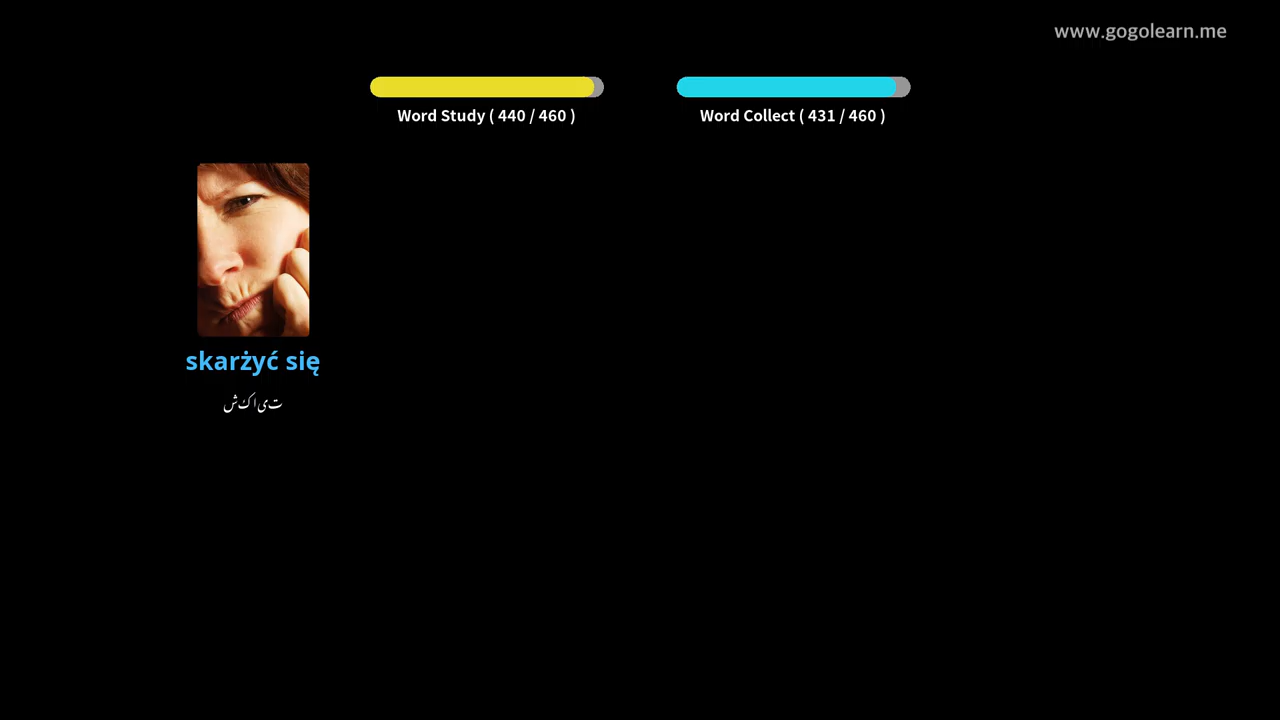 www.gogolearn.me
Word Study ( 440 / 460 )
Word Collect ( 431 / 460 )
skarżyć się
شکایت